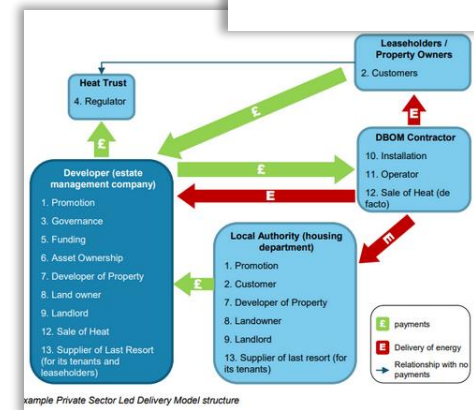 Leaseholders /
Property Owners
2. Customers
Heat Trust
4. Regulator
£
£
£
E
DBOM Contractor
10. Installation
11. Operator
12. Sale of Heat (de
facto)
E
E
Developer (estate
management company)
1. Promotion
3. Governance
5. Funding
6. Asset Ownership
7. Developer of Property
8. Land owner
9. Landlord
12. Sale of Heat
13. Supplier of Last Resort
(for its tenants and
leaseholders)
£
Local Authority (housing
department)
1. Promotion
2. Customer
7. Developer of Property
8. Landowner
9. Landlord
13. Supplier of last resort (for
its tenants)
£ payments
E Delivery of energy
Relationship with no
payments
xample Private Sector Led Delivery Model structure